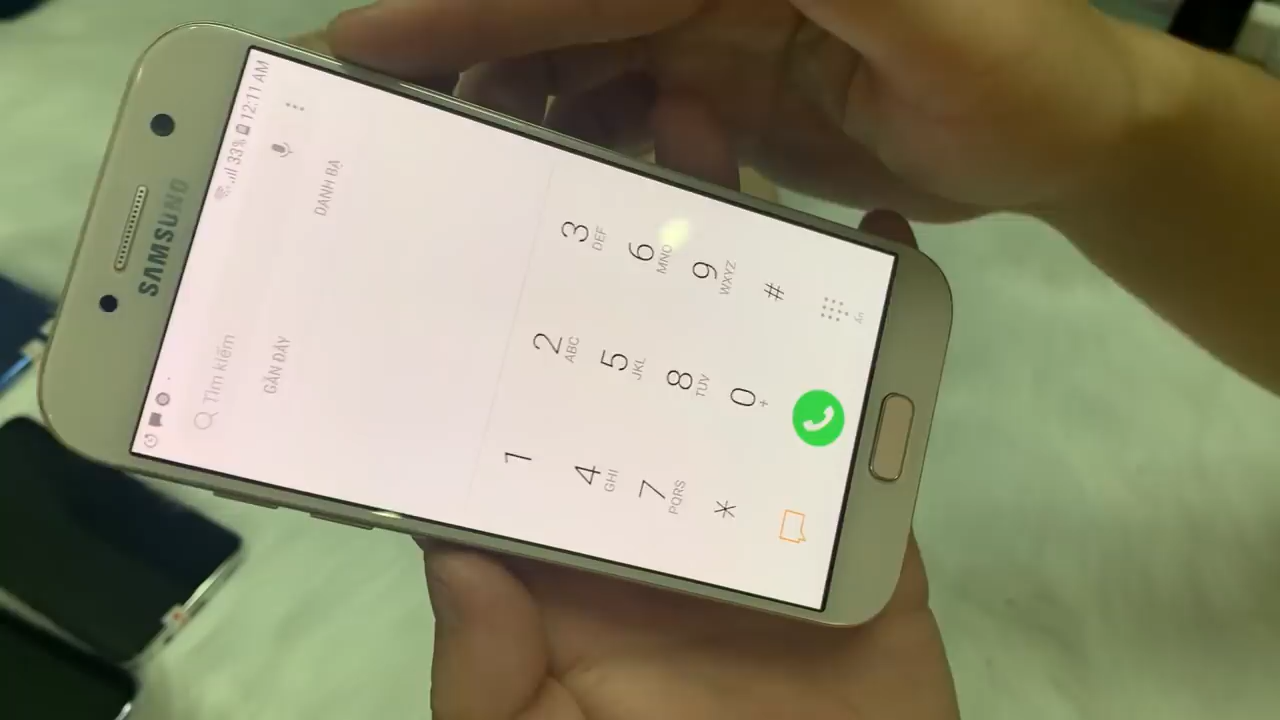 SAMSUNG
33% 12:11 AM
Tìm kiếm
GẦN ĐÂY DANH BẠ
1 2 ABC 3 DEF
4 GHI 5 JKL 6 MNO
7 PQRS 8 TUV 9 WXYZ
* 0 + #
Ẩn